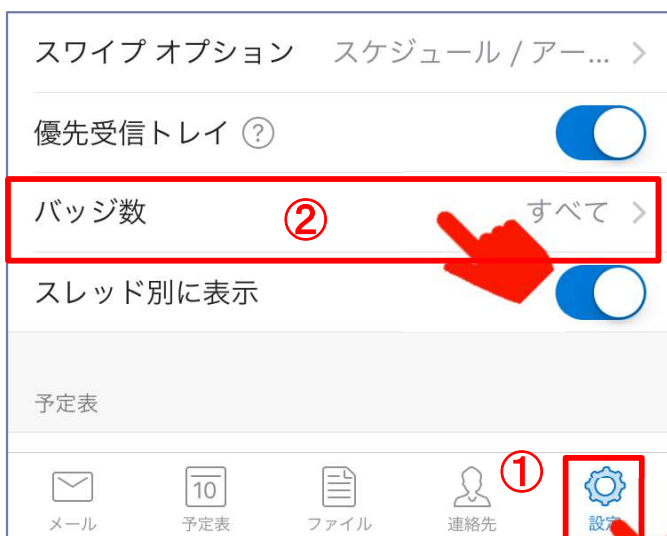 スワイプ オプション スケジュール / アー... >
優先受信トレイ ?
バッジ数 ② すべて >
スレッド別に表示
予定表
①
10
メール 予定表 ファイル 連絡先 設定